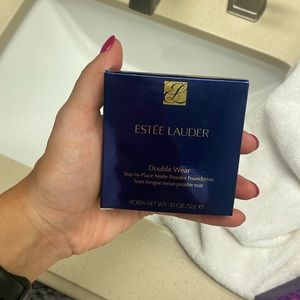 ESTĒE LAUDER
Double Wear
Stay-in-Place Matte Powder Foundation
Teint longue tenue poudre mat
POIDS NET WT. .42 OZ./12g ℮